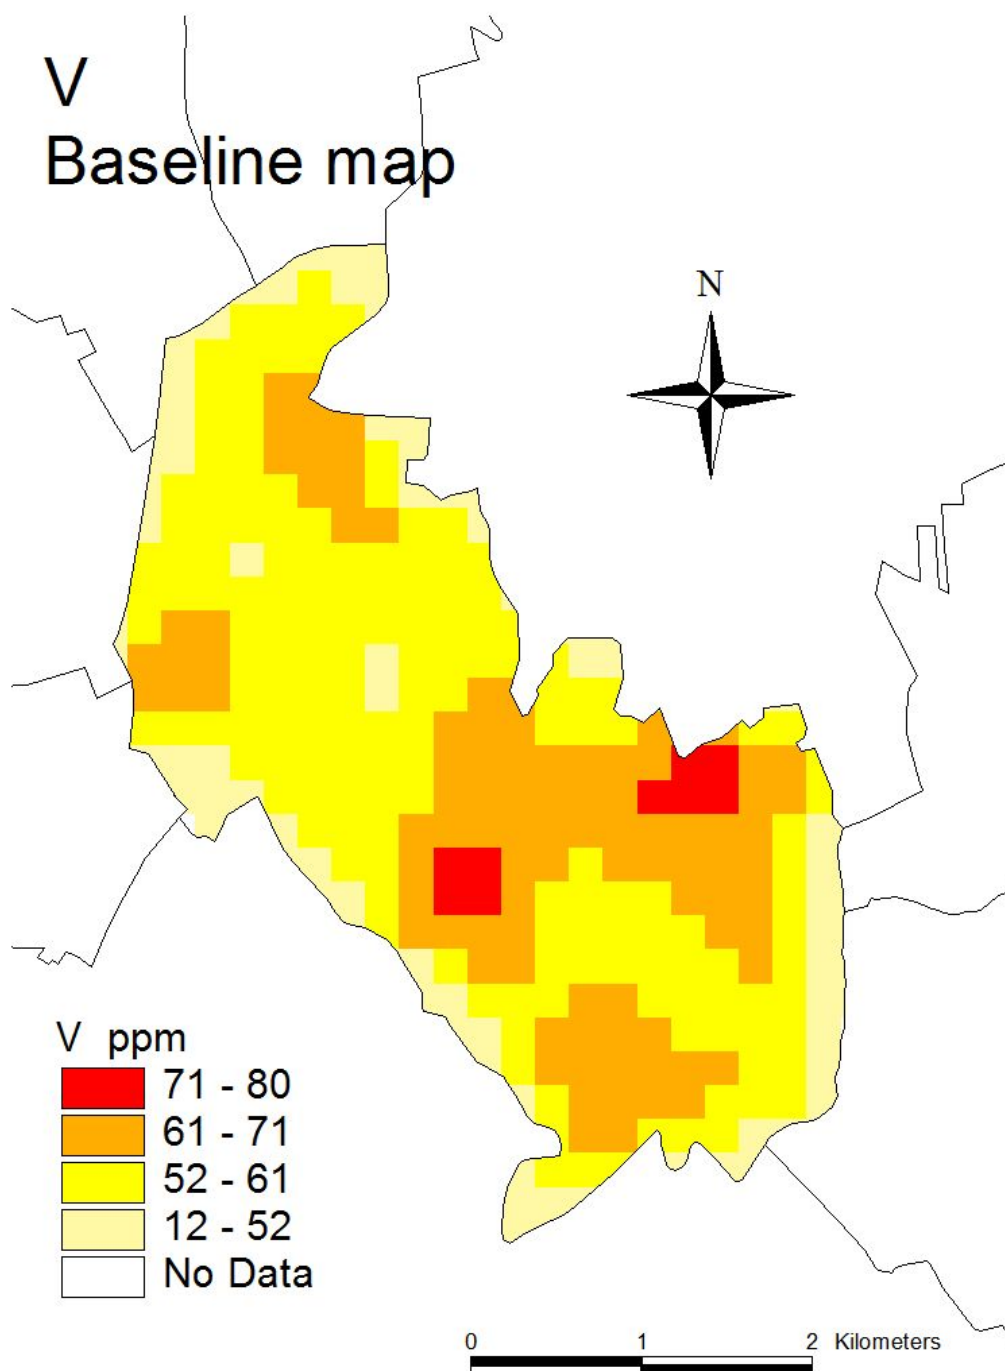 V
Baseline map
N
V ppm
71 - 80
61 - 71
52 - 61
12 - 52
No Data
0 1 2 Kilometers